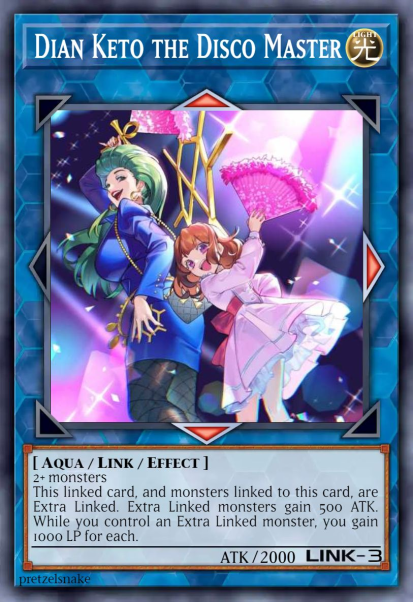 DIAN KETO THE DISCO MASTER
LIGHT
光
[ AQUA / LINK / EFFECT ]
2+ monsters
This linked card, and monsters linked to this card, are
Extra Linked. Extra Linked monsters gain 500 ATK.
While you control an Extra Linked monster, you gain
1000 LP for each.
ATK/2000 LINK-3
pretzelsnake